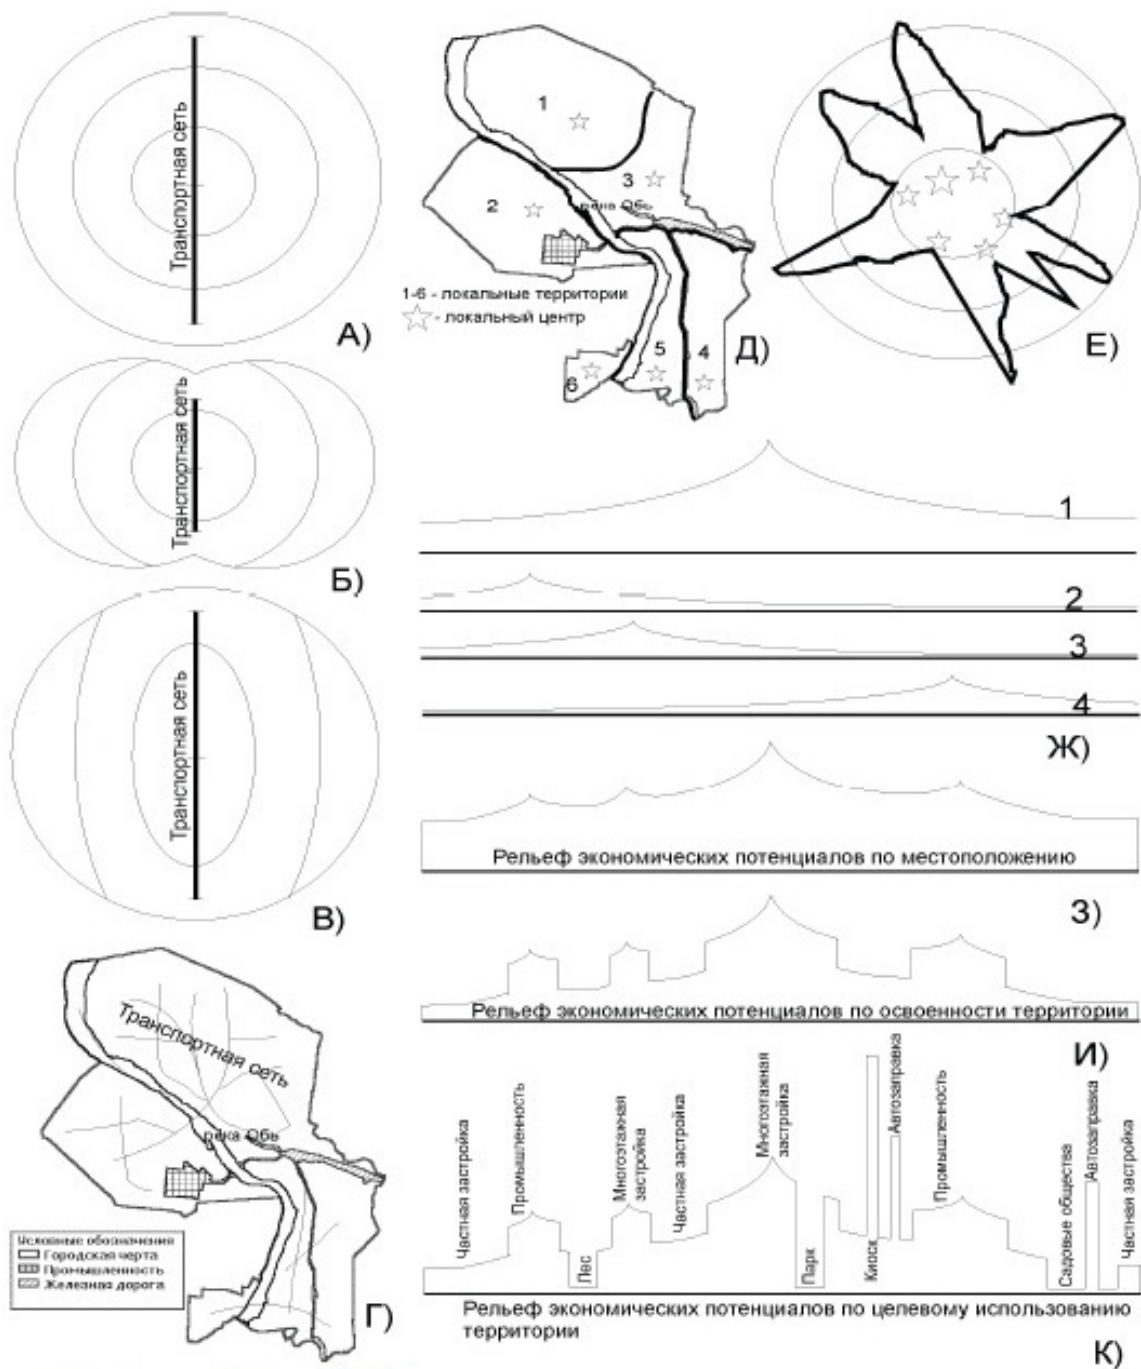 Транспортная сеть
А)
Транспортная сеть
Б)
Транспортная сеть
В)
Транспортная сеть
река Обь
Условные обозначения
Городская черта
Промышленность
Железная дорога
Г)
1
2
3
река Обь
4
5
6
1-6 - локальные территории
- локальный центр
Д)
Е)
1
2
3
4
Ж)
Рельеф экономических потенциалов по местоположению
З)
Рельеф экономических потенциалов по освоенности территории
И)
Частная застройка
Промышленность
Лес
Многоэтажная
застройка
Частная застройка
Многоэтажная
застройка
Парк
Киоск
Автозаправка
Промышленность
Садовые общества
Автозаправка
Частная застройка
Рельеф экономических потенциалов по целевому использованию
территории
К)